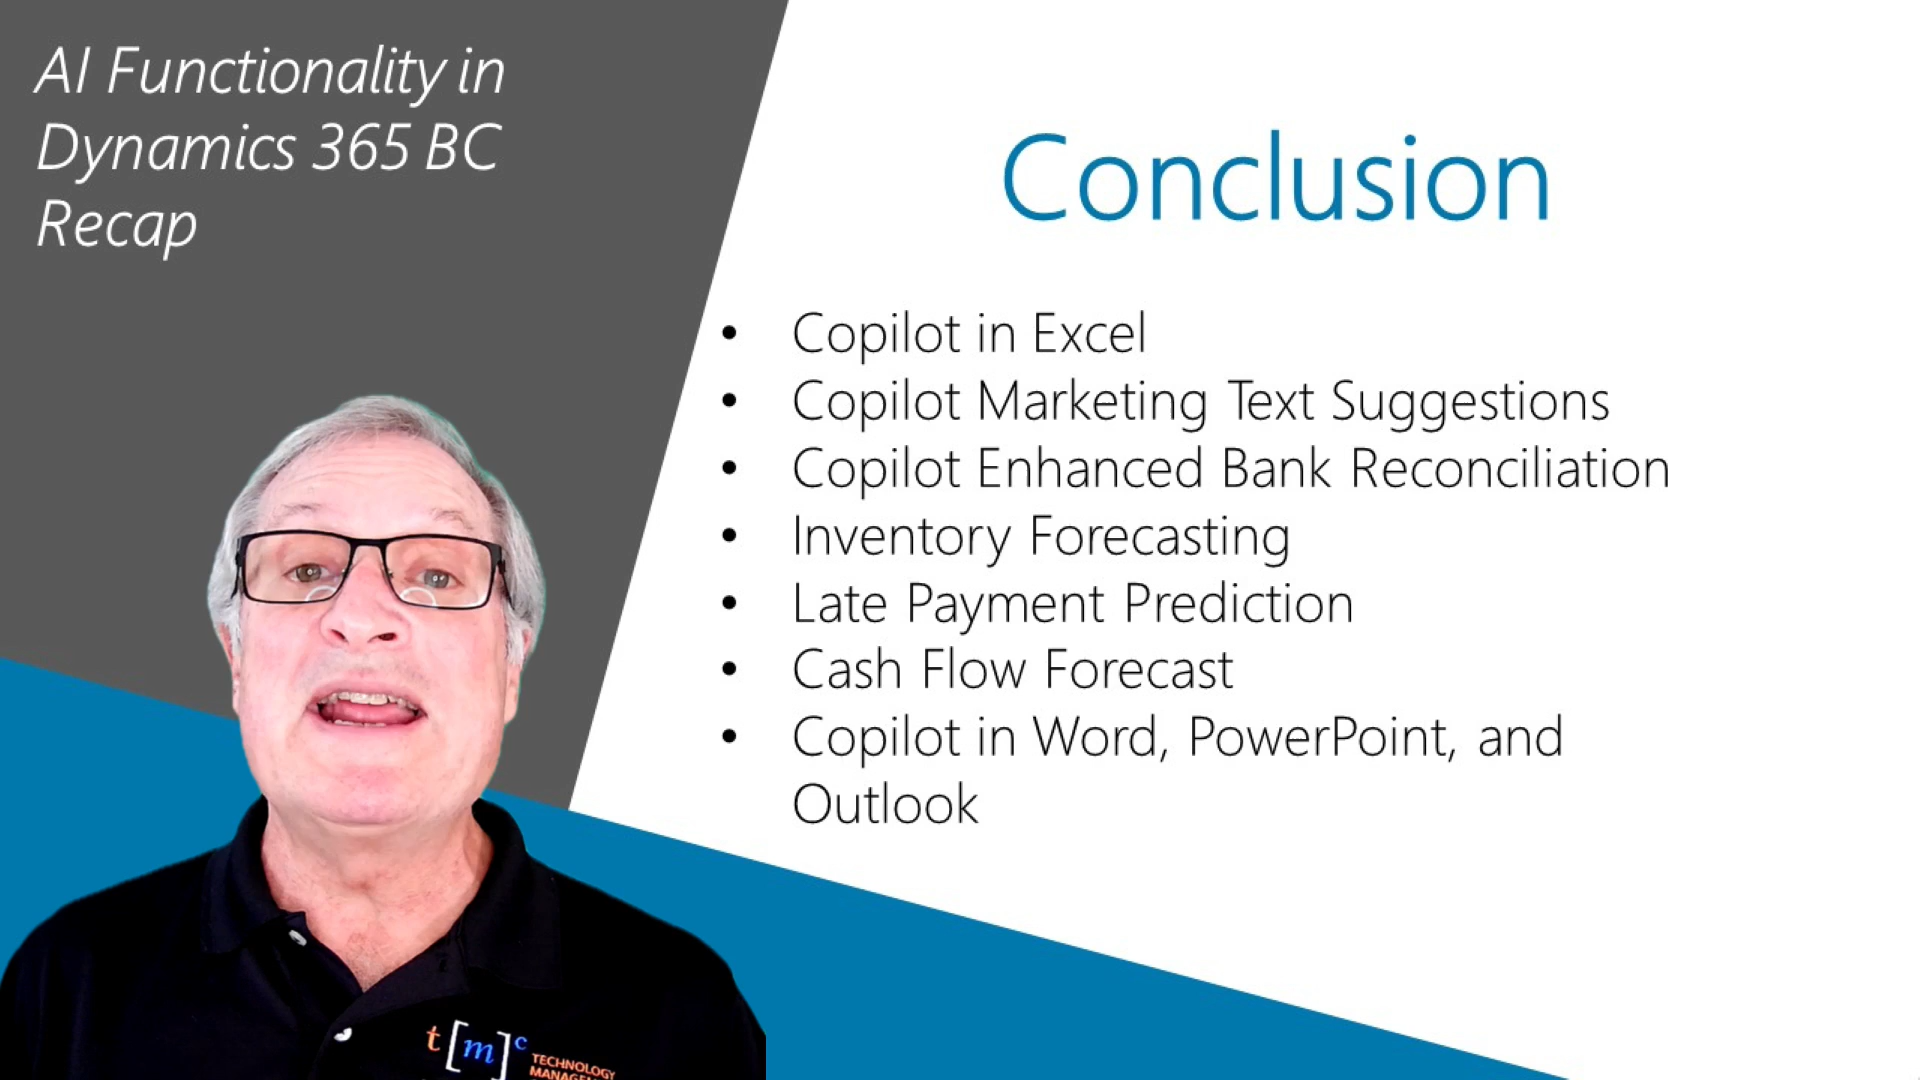 AI Functionality in
Dynamics 365 BC
Recap
Conclusion
• Copilot in Excel
• Copilot Marketing Text Suggestions
• Copilot Enhanced Bank Reconciliation
• Inventory Forecasting
• Late Payment Prediction
• Cash Flow Forecast
• Copilot in Word, PowerPoint, and
Outlook
t[m]c
TECHNOLOGY